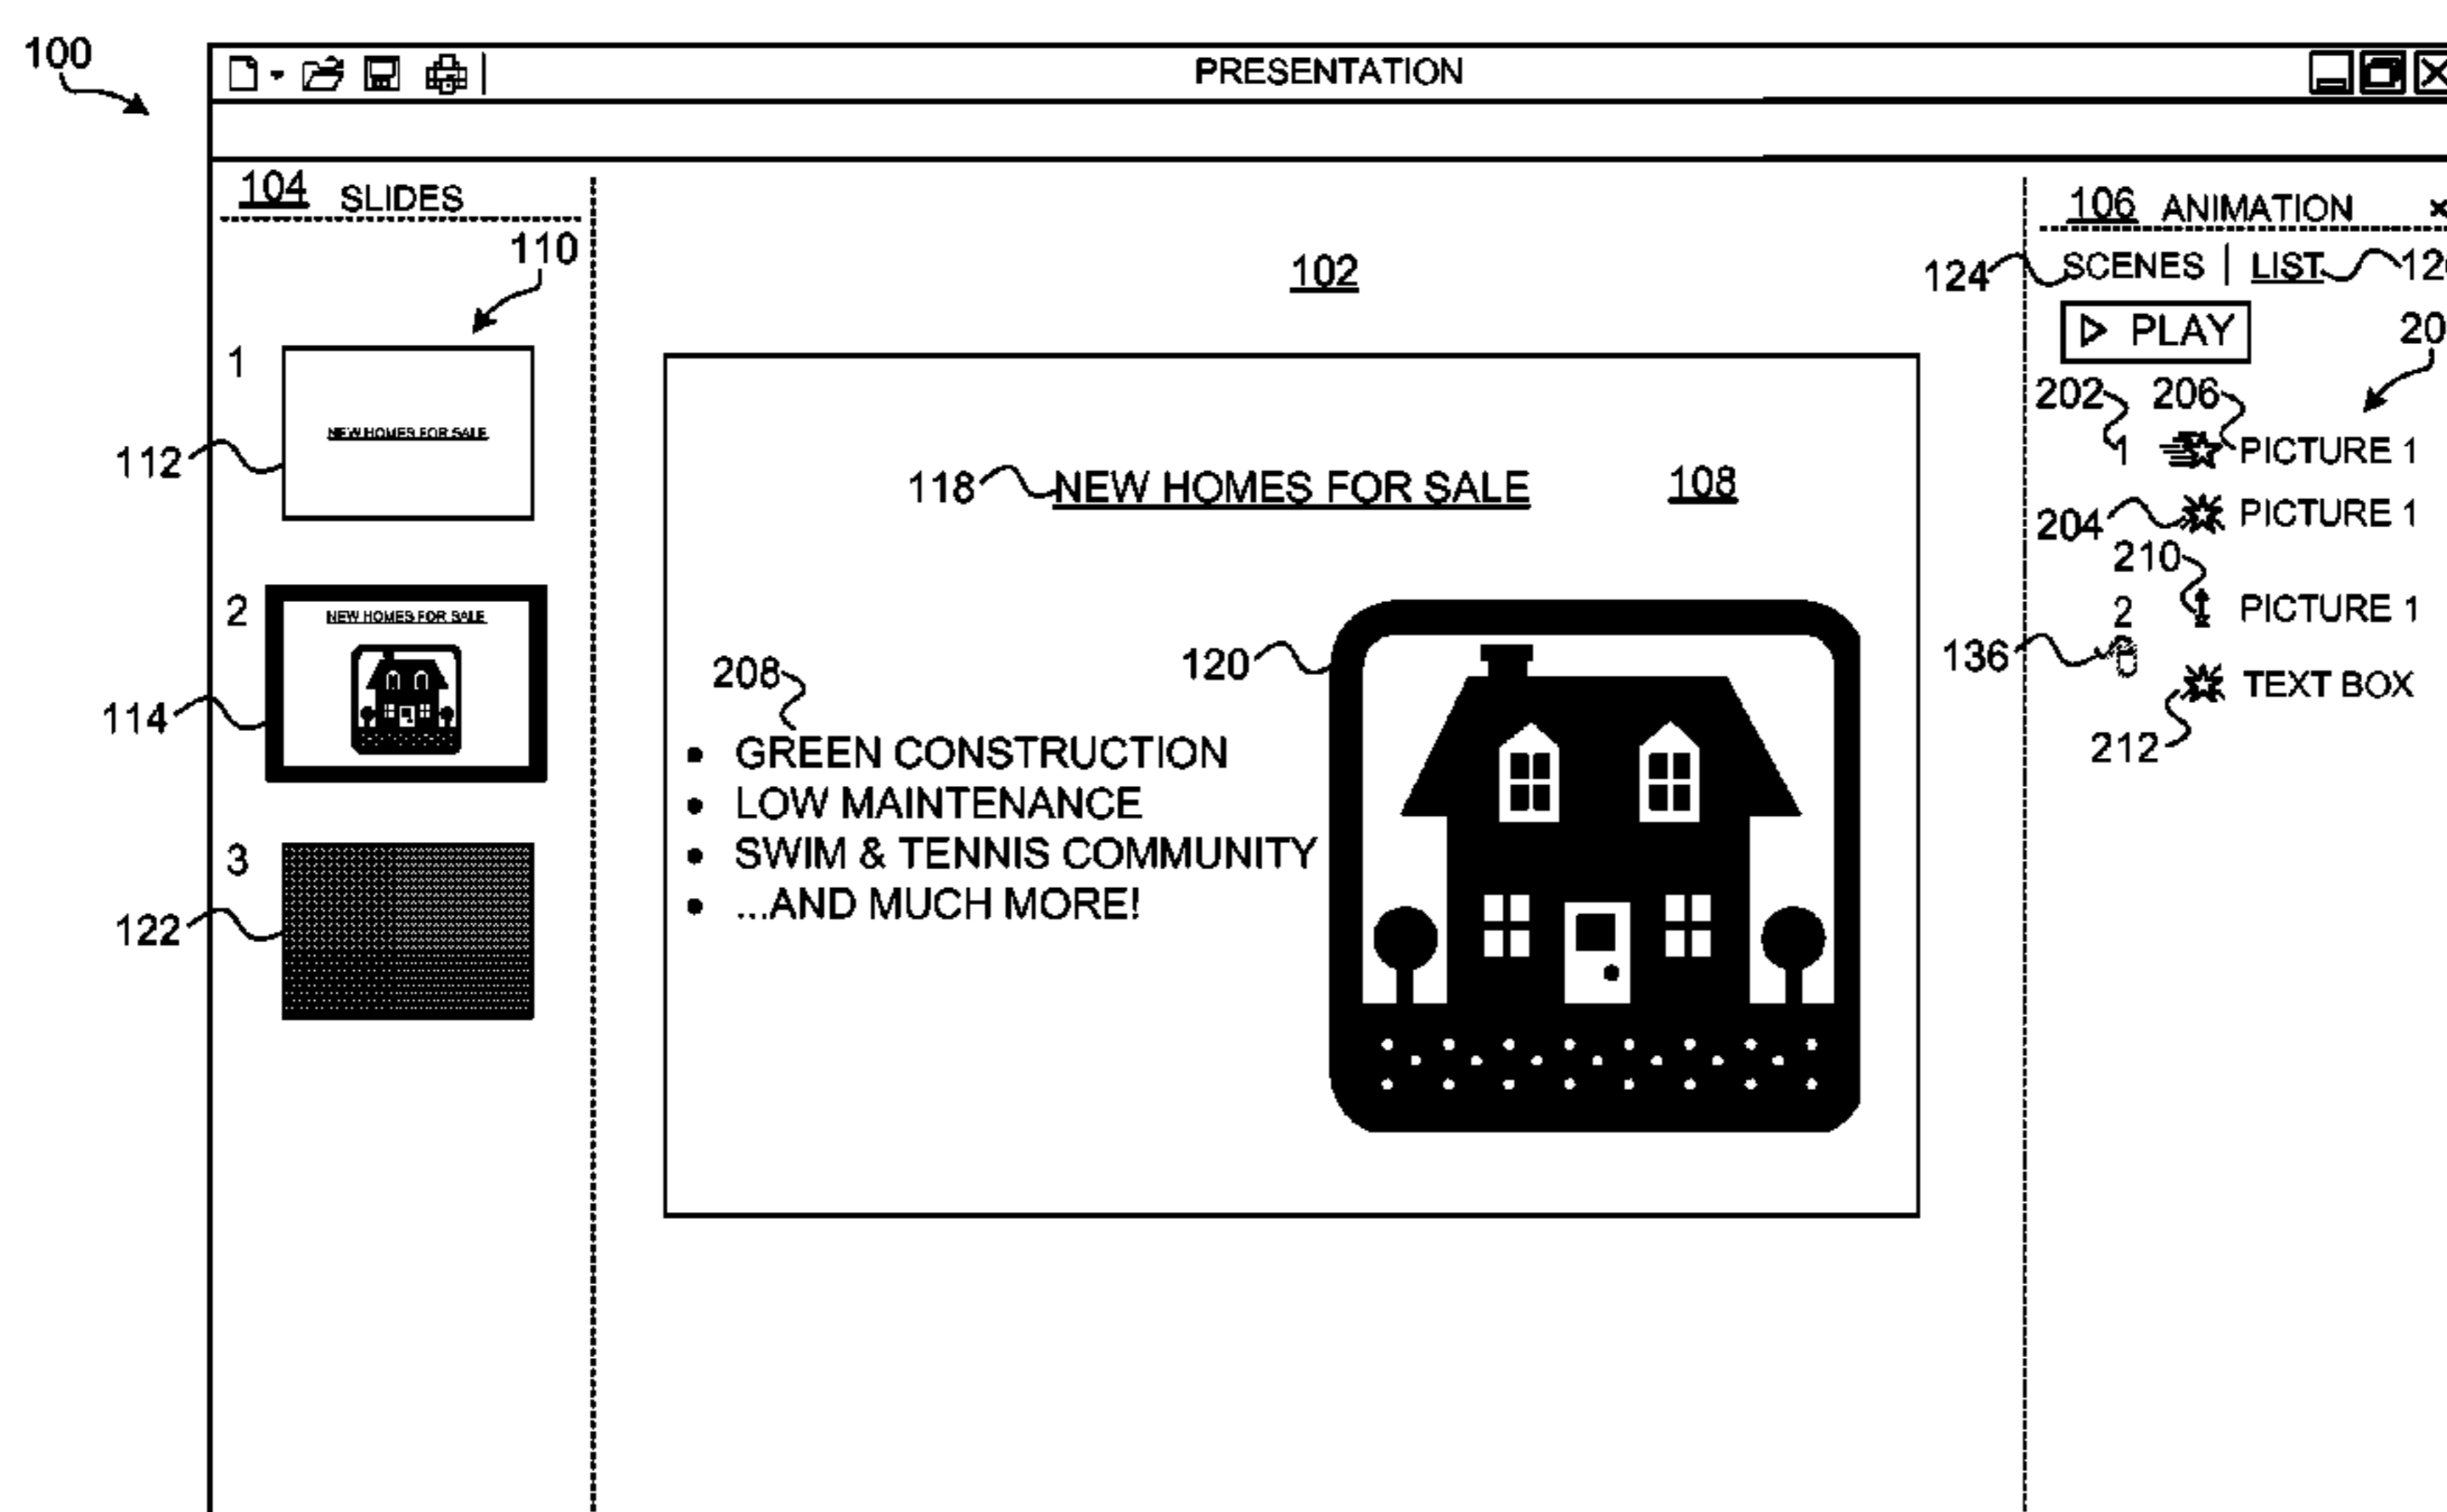 100
PRESENTATION
104 SLIDES
110
1
NEW HOMES FOR SALE
112
2
NEW HOMES FOR SALE
114
3
122
102
118 NEW HOMES FOR SALE 108
208
120
• GREEN CONSTRUCTION
• LOW MAINTENANCE
• SWIM & TENNIS COMMUNITY
• ...AND MUCH MORE!
106 ANIMATION
124 SCENES | LIST
PLAY
202 206
1 PICTURE 1
204 PICTURE 1
210
2 PICTURE 1
136
TEXT BOX
212